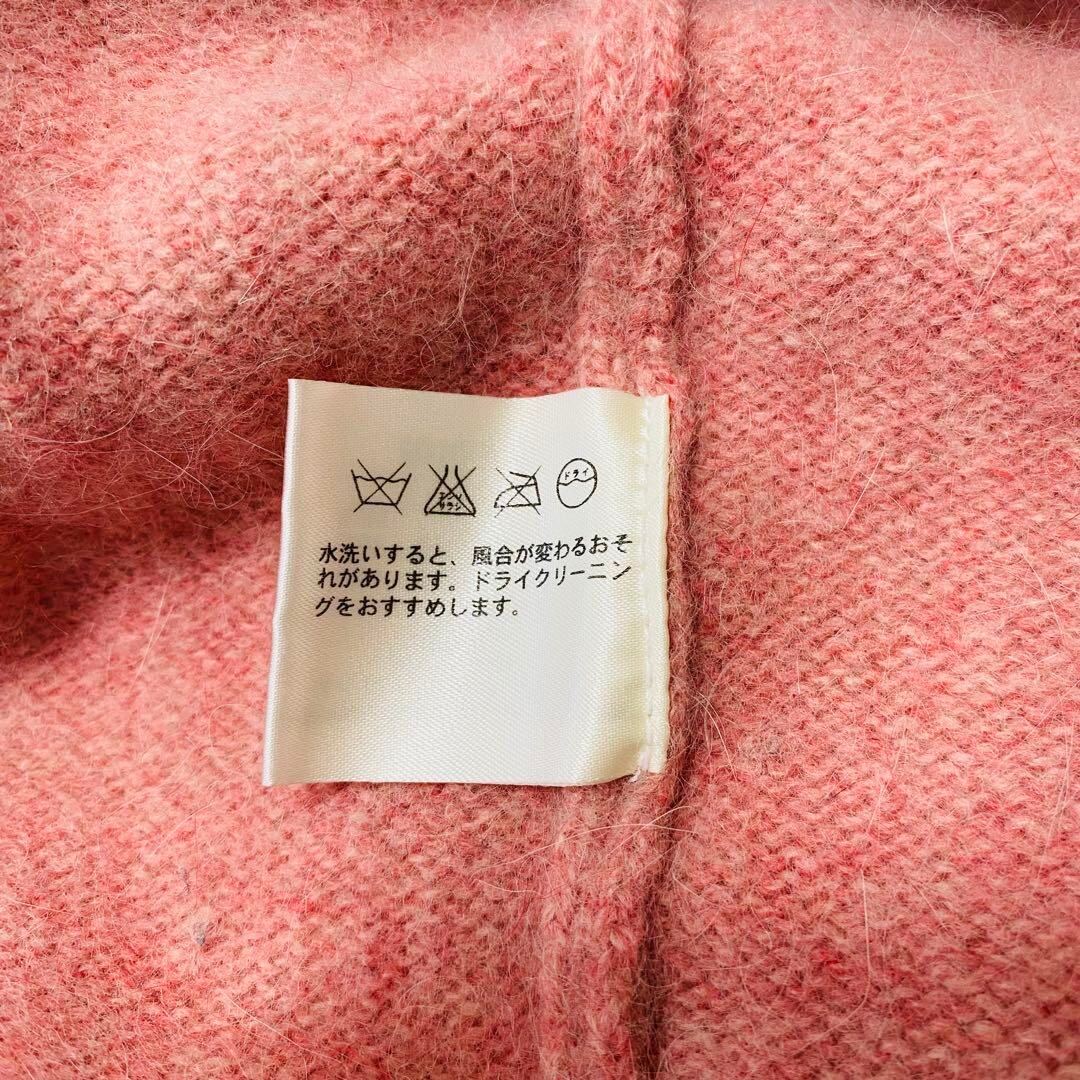 エンソ
サラシ
ドライ
水洗いすると、風合が変わるおそ
れがあります。ドライクリーニン
グをおすすめします。